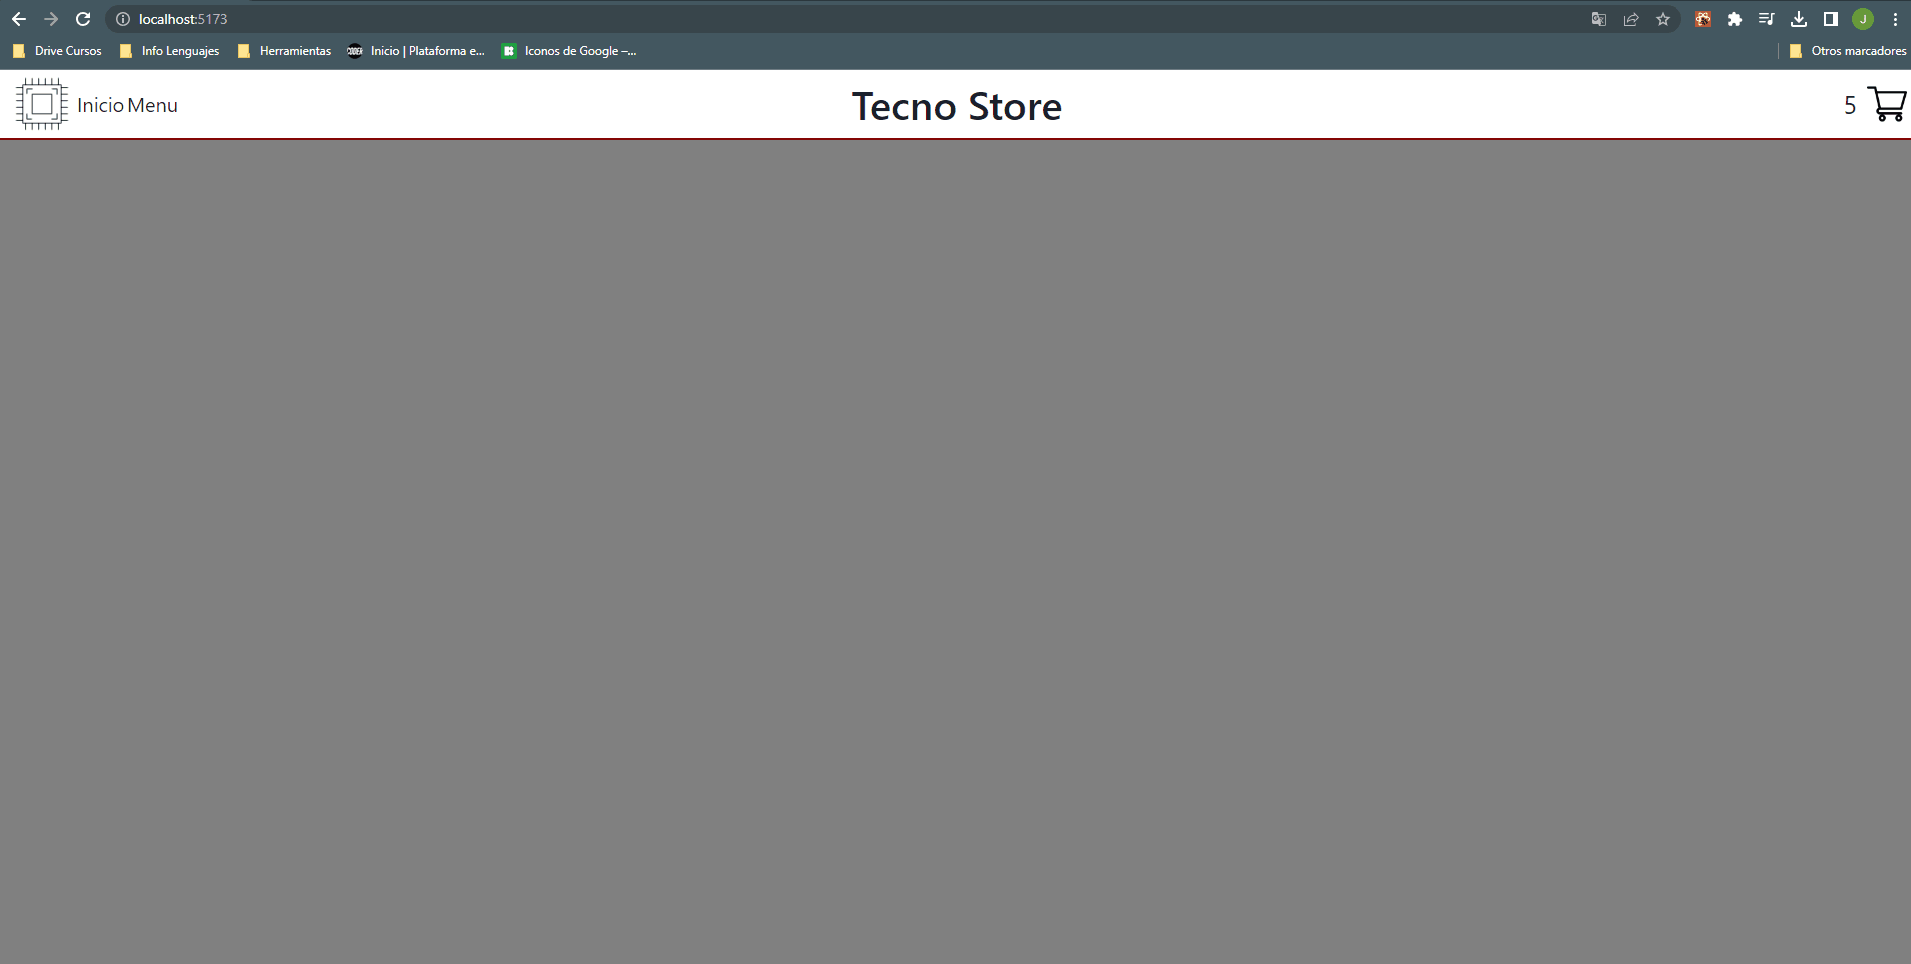 localhost:5173
Drive Cursos Info Lenguajes Herramientas CODER Inicio | Plataforma e... Iconos de Google –... Otros marcadores
J
Inicio Menu Tecno Store 5